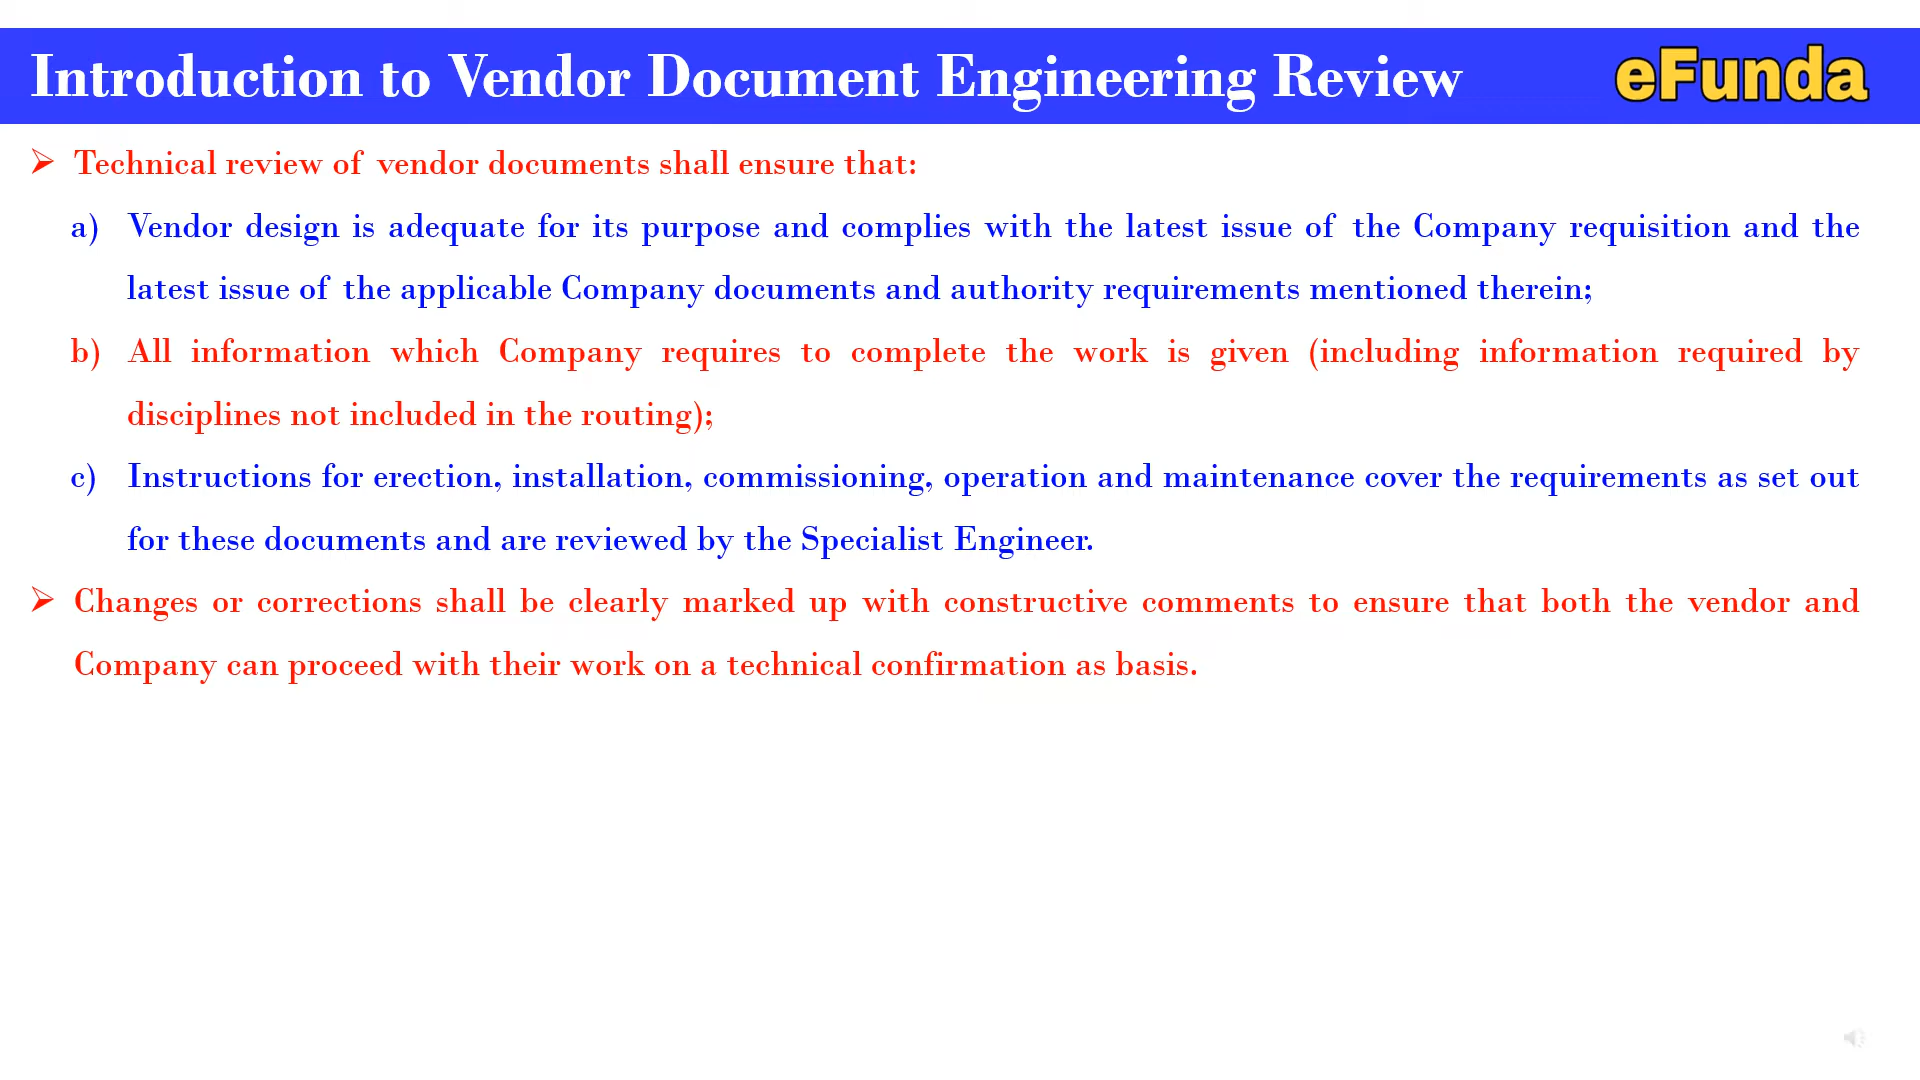 Introduction to Vendor Document Engineering Review
eFunda
➢ Technical review of vendor documents shall ensure that:
a) Vendor design is adequate for its purpose and complies with the latest issue of the Company requisition and the
latest issue of the applicable Company documents and authority requirements mentioned therein;
b) All information which Company requires to complete the work is given (including information required by
disciplines not included in the routing);
c) Instructions for erection, installation, commissioning, operation and maintenance cover the requirements as set out
for these documents and are reviewed by the Specialist Engineer.
➢ Changes or corrections shall be clearly marked up with constructive comments to ensure that both the vendor and
Company can proceed with their work on a technical confirmation as basis.